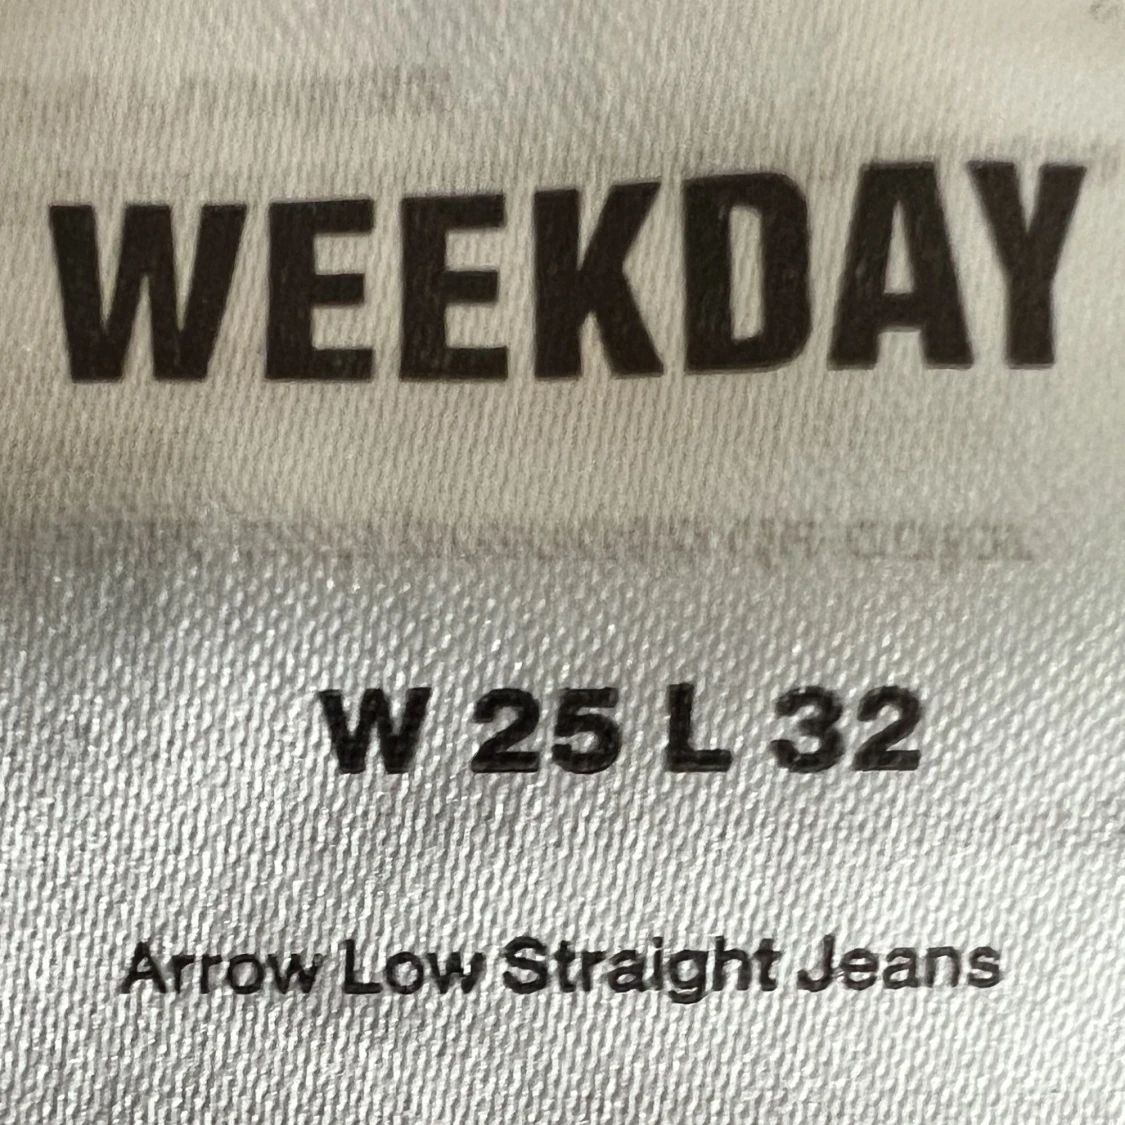 WEEKDAY
W 25 L 32
Arrow Low Straight Jeans